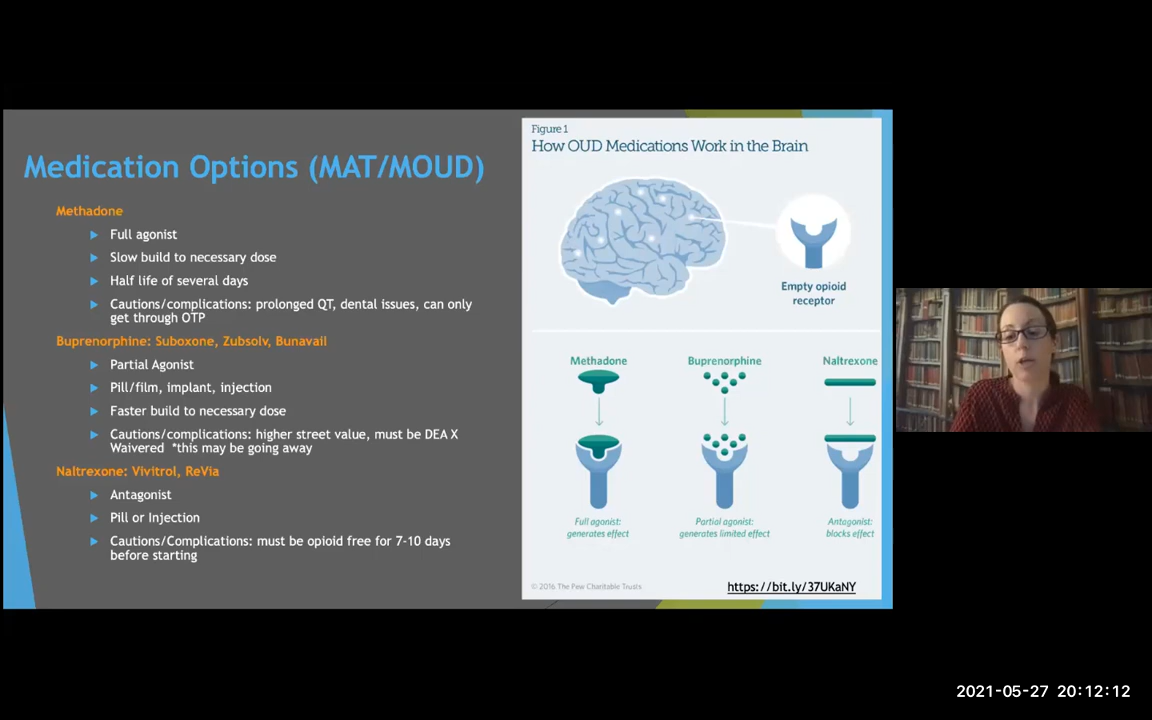 Medication Options (MAT/MOUD)
Methadone
Full agonist
Slow build to necessary dose
Half life of several days
Cautions/complications: prolonged QT, dental issues, can only
get through OTP
Buprenorphine: Suboxone, Zubsolv, Bunavail
Partial Agonist
Pill/film, implant, injection
Faster build to necessary dose
Cautions/complications: higher street value, must be DEA X
Waivered *this may be going away
Naltrexone: Vivitrol, ReVia
Antagonist
Pill or Injection
Cautions/Complications: must be opioid free for 7-10 days
before starting
Figure 1
How OUD Medications Work in the Brain
Empty opioid
receptor
Methadone
Buprenorphine
Naltrexone
Full agonist:
generates effect
Partial agonist:
generates limited effect
Antagonist:
blocks effect
© 2016 The Pew Charitable Trusts
https://bit.ly/37UKaNY
2021-05-27 20:12:12